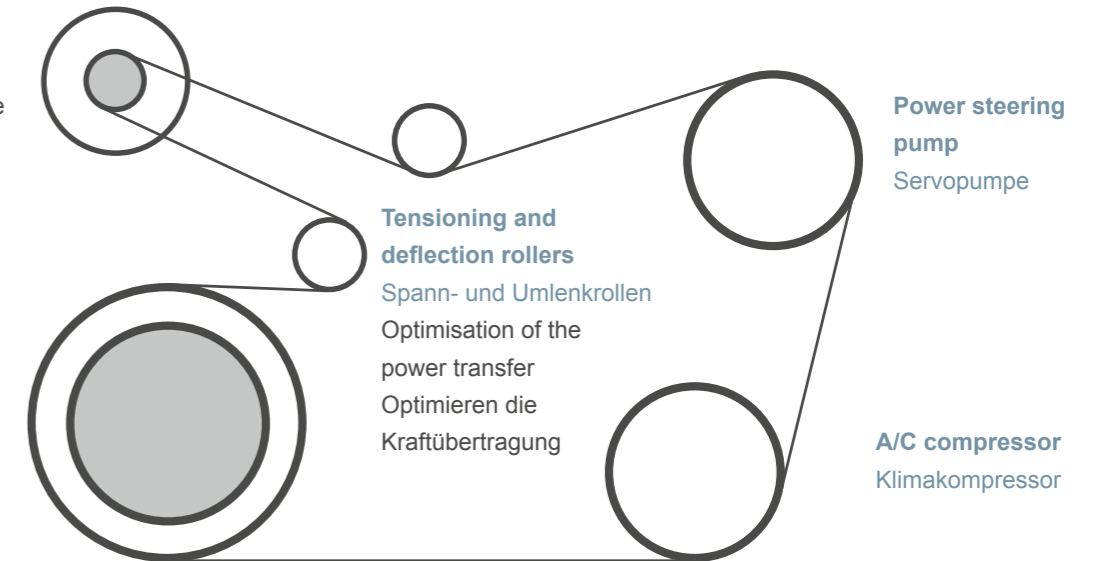 e
Power steering
pump
Servopumpe
Tensioning and
deflection rollers
Spann- und Umlenkrollen
Optimisation of the
power transfer
Optimieren die
Kraftübertragung
A/C compressor
Klimakompressor